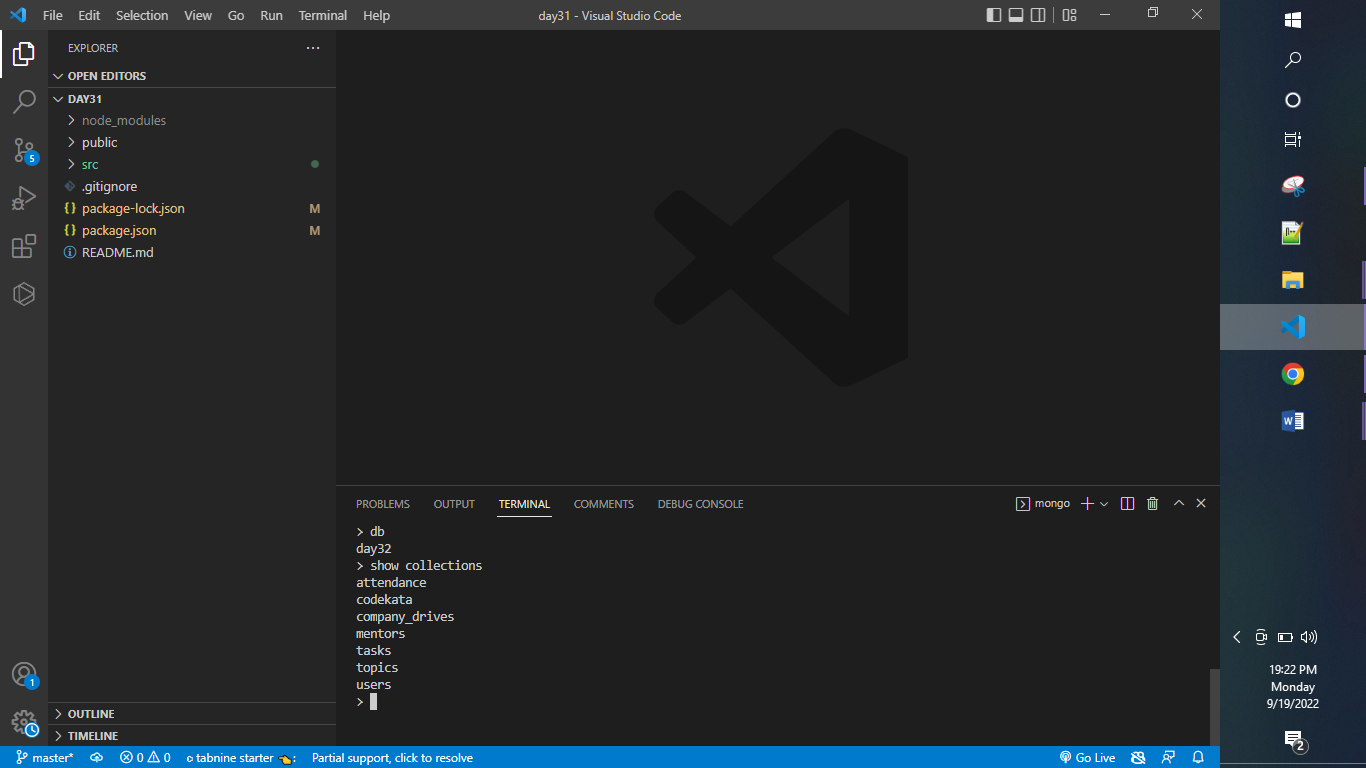 File Edit Selection View Go Run Terminal Help
day31 - Visual Studio Code
EXPLORER
OPEN EDITORS
DAY31
node_modules
public
src
.gitignore
package-lock.json M
package.json M
README.md
5
1
OUTLINE
TIMELINE
PROBLEMS OUTPUT TERMINAL COMMENTS DEBUG CONSOLE
mongo
> db
day32
> show collections
attendance
codekata
company_drives
mentors
tasks
topics
users
>
master* 0 0 tabnine starter : Partial support, click to resolve
Go Live
W
19:22 PM
Monday
9/19/2022
2